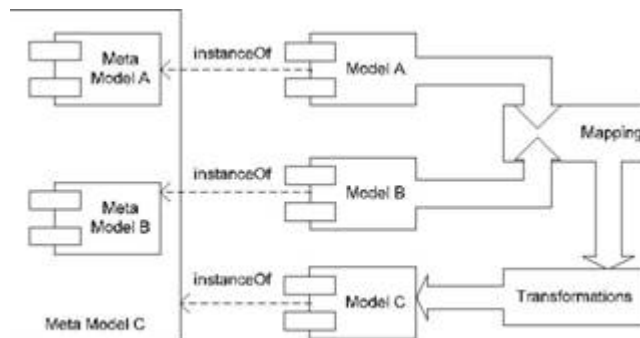 Meta
Model A
instanceOf
Model A
Mapping
Meta
Model B
instanceOf
Model B
instanceOf
Model C
Transformations
Meta Model C